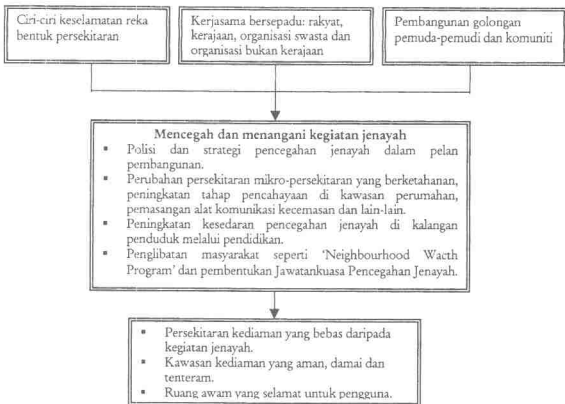 Ciri-ciri keselamatan reka
bentuk persekitaran
Kerjasama bersepadu: rakyat,
kerajaan, organisasi swasta dan
organisasi bukan kerajaan
Pembangunan golongan
pemuda-pemudi dan komuniti
Mencegah dan menangani kegiatan jenayah
▪ Polisi dan strategi pencegahan jenayah dalam pelan
pembangunan.
▪ Perubahan persekitaran mikro-persekitaran yang berketahanan,
peningkatan tahap pencahayaan di kawasan perumahan,
pemasangan alat komunikasi kecemasan dan lain-lain.
▪ Peningkatan kesedaran pencegahan jenayah di kalangan
penduduk melalui pendidikan.
▪ Penglibatan masyarakat seperti 'Neighbourhood Wacth
Program' dan pembentukan Jawatankuasa Pencegahan Jenayah.
▪ Persekitaran kediaman yang bebas daripada
kegiatan jenayah.
▪ Kawasan kediaman yang aman, damai dan
tenteram.
▪ Ruang awam yang selamat untuk pengguna.